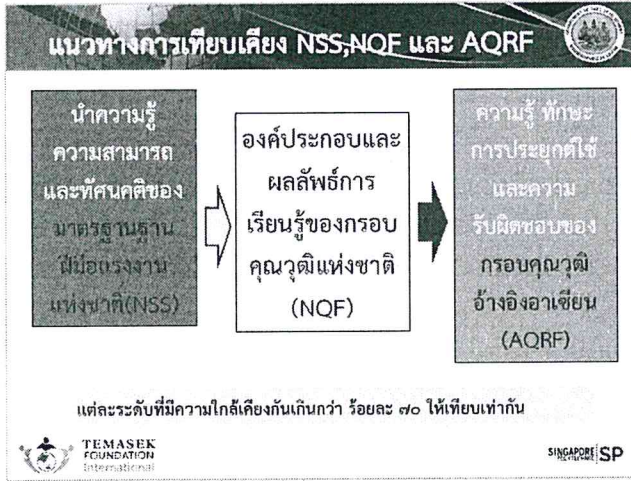 แนวทางการเทียบเคียง NSS,NQF และ AQRF
นำความรู้
ความสามารถ
และทัศนคติของ
มาตรฐานฐาน
ฝีมือแรงงาน
แห่งชาติ(NSS)
องค์ประกอบและ
ผลลัพธ์การ
เรียนรู้ของกรอบ
คุณวุฒิแห่งชาติ
(NQF)
ความรู้ ทักษะ
การประยุกต์ใช้
และความ
รับผิดชอบของ
กรอบคุณวุฒิ
อ้างอิงอาเซียน
(AQRF)
แต่ละระดับที่มีความใกล้เคียงกันเกินกว่า ร้อยละ ๗๐ ให้เทียบเท่ากัน
TEMASEK
FOUNDATION
International
SINGAPORE SP